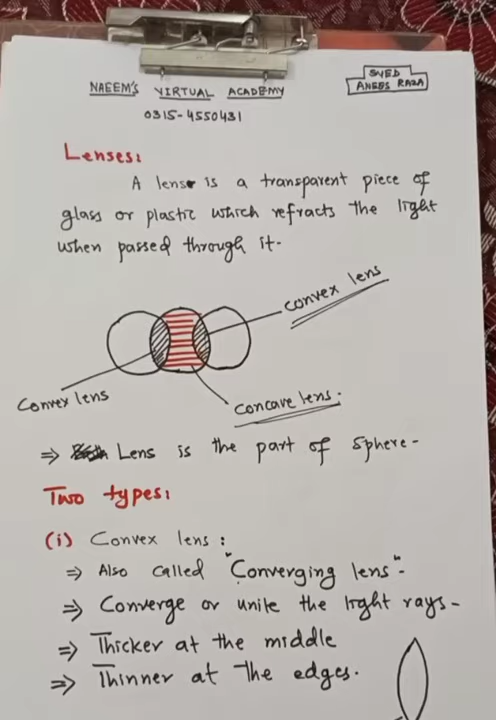 NAEEM'S VIRTUAL ACADEMY
0315-4550431
SYED
ANEES RAZA
Lenses:
A lens is a transparent piece of
glass or plastic which refracts the light
when passed through it.
convex lens
Convex lens
concave lens.
⇒ Lens is the part of sphere.
Two types:
(i) Convex lens:
⇒ Also called "Converging lens".
⇒ Converge or unite the light rays.
⇒ Thicker at the middle
⇒ Thinner at the edges.